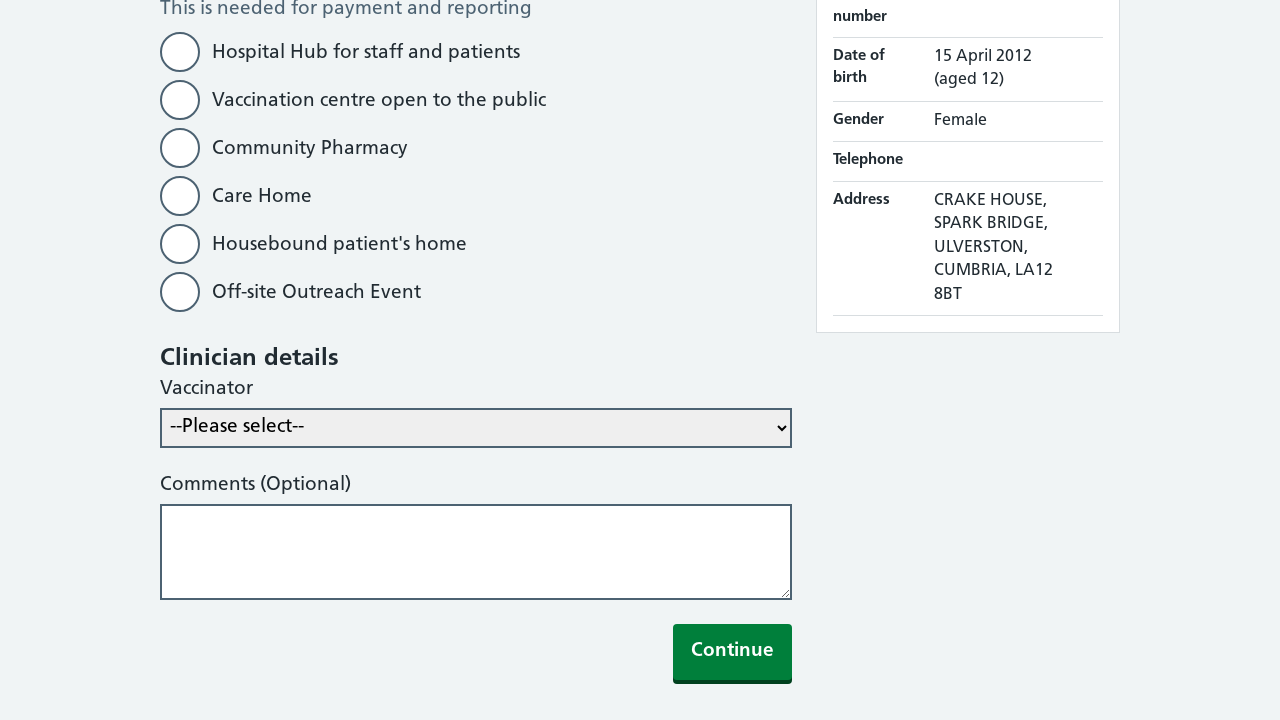 This is needed for payment and reporting
Hospital Hub for staff and patients
Vaccination centre open to the public
Community Pharmacy
Care Home
Housebound patient's home
Off-site Outreach Event
Clinician details
Vaccinator
--Please select--
Comments (Optional)
Continue
number
Date of birth
15 April 2012
(aged 12)
Gender
Female
Telephone
Address
CRAKE HOUSE,
SPARK BRIDGE,
ULVERSTON,
CUMBRIA, LA12
8BT